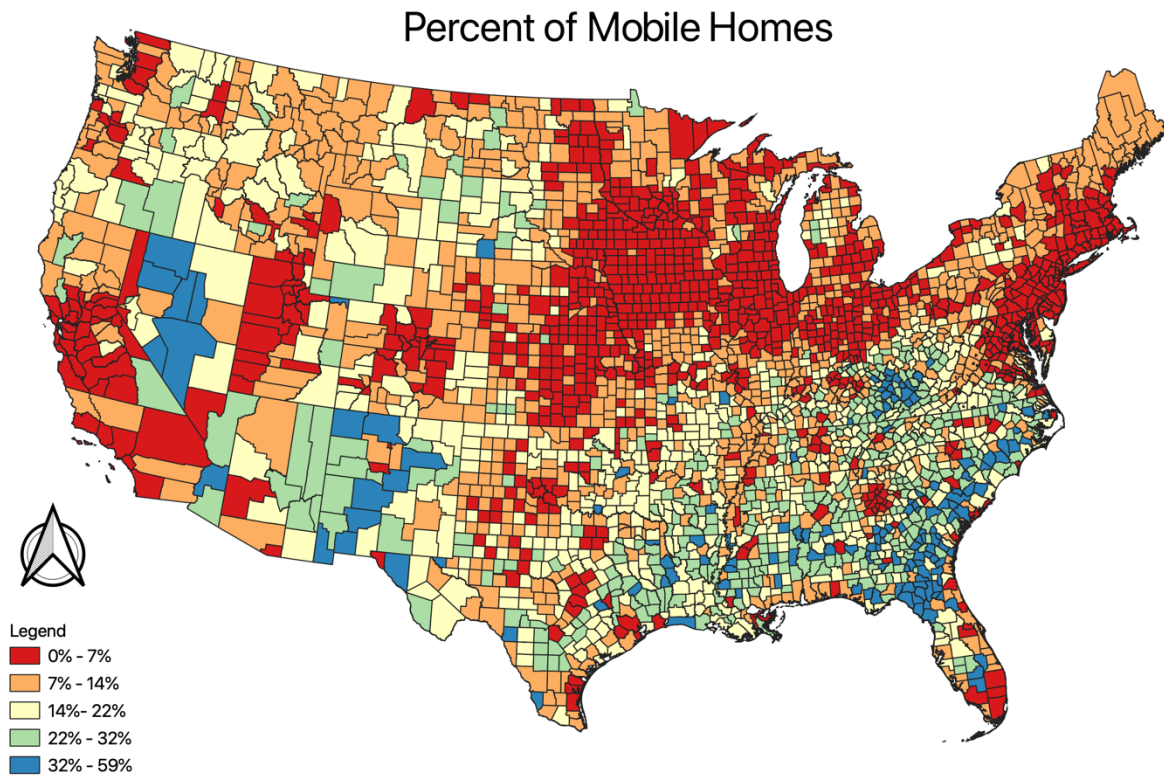 Percent of Mobile Homes
Legend
0% - 7%
7% - 14%
14%- 22%
22% - 32%
32% - 59%